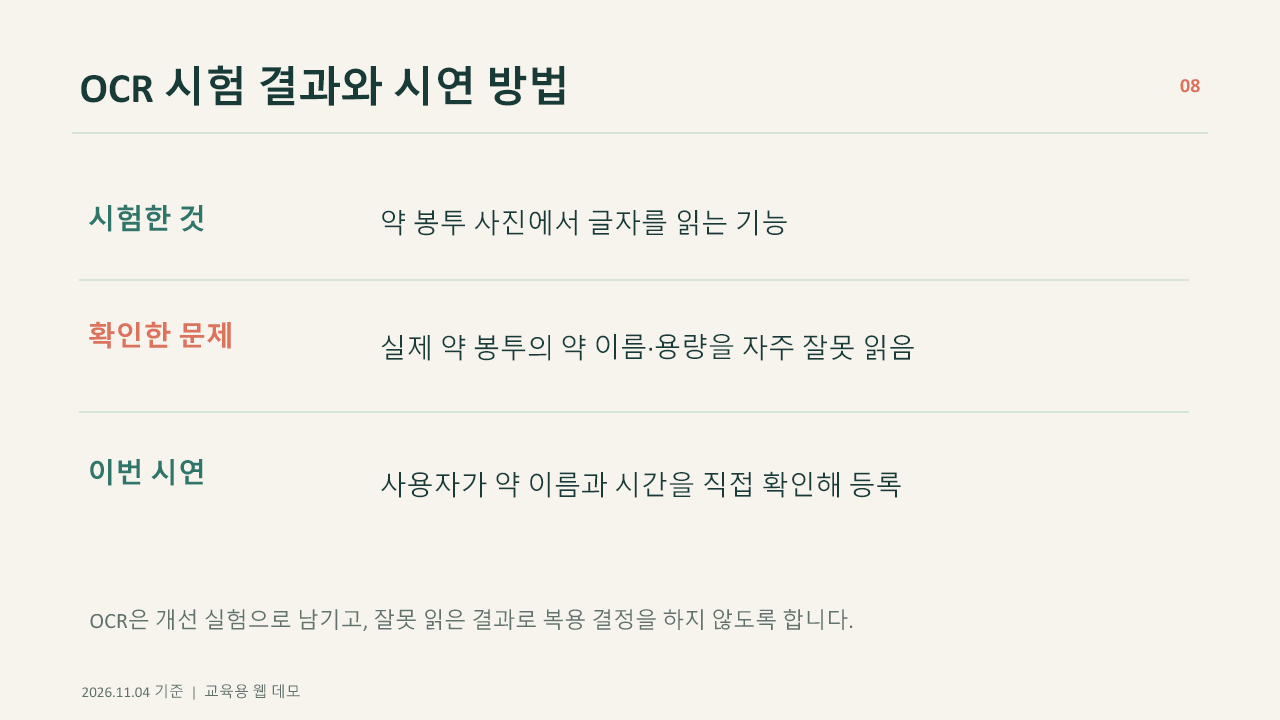 OCR 시험 결과와 시연 방법
08
시험한 것
약 봉투 사진에서 글자를 읽는 기능
확인한 문제
실제 약 봉투의 약 이름·용량을 자주 잘못 읽음
이번 시연
사용자가 약 이름과 시간을 직접 확인해 등록
OCR은 개선 실험으로 남기고, 잘못 읽은 결과로 복용 결정을 하지 않도록 합니다.
2026.11.04 기준 | 교육용 웹 데모